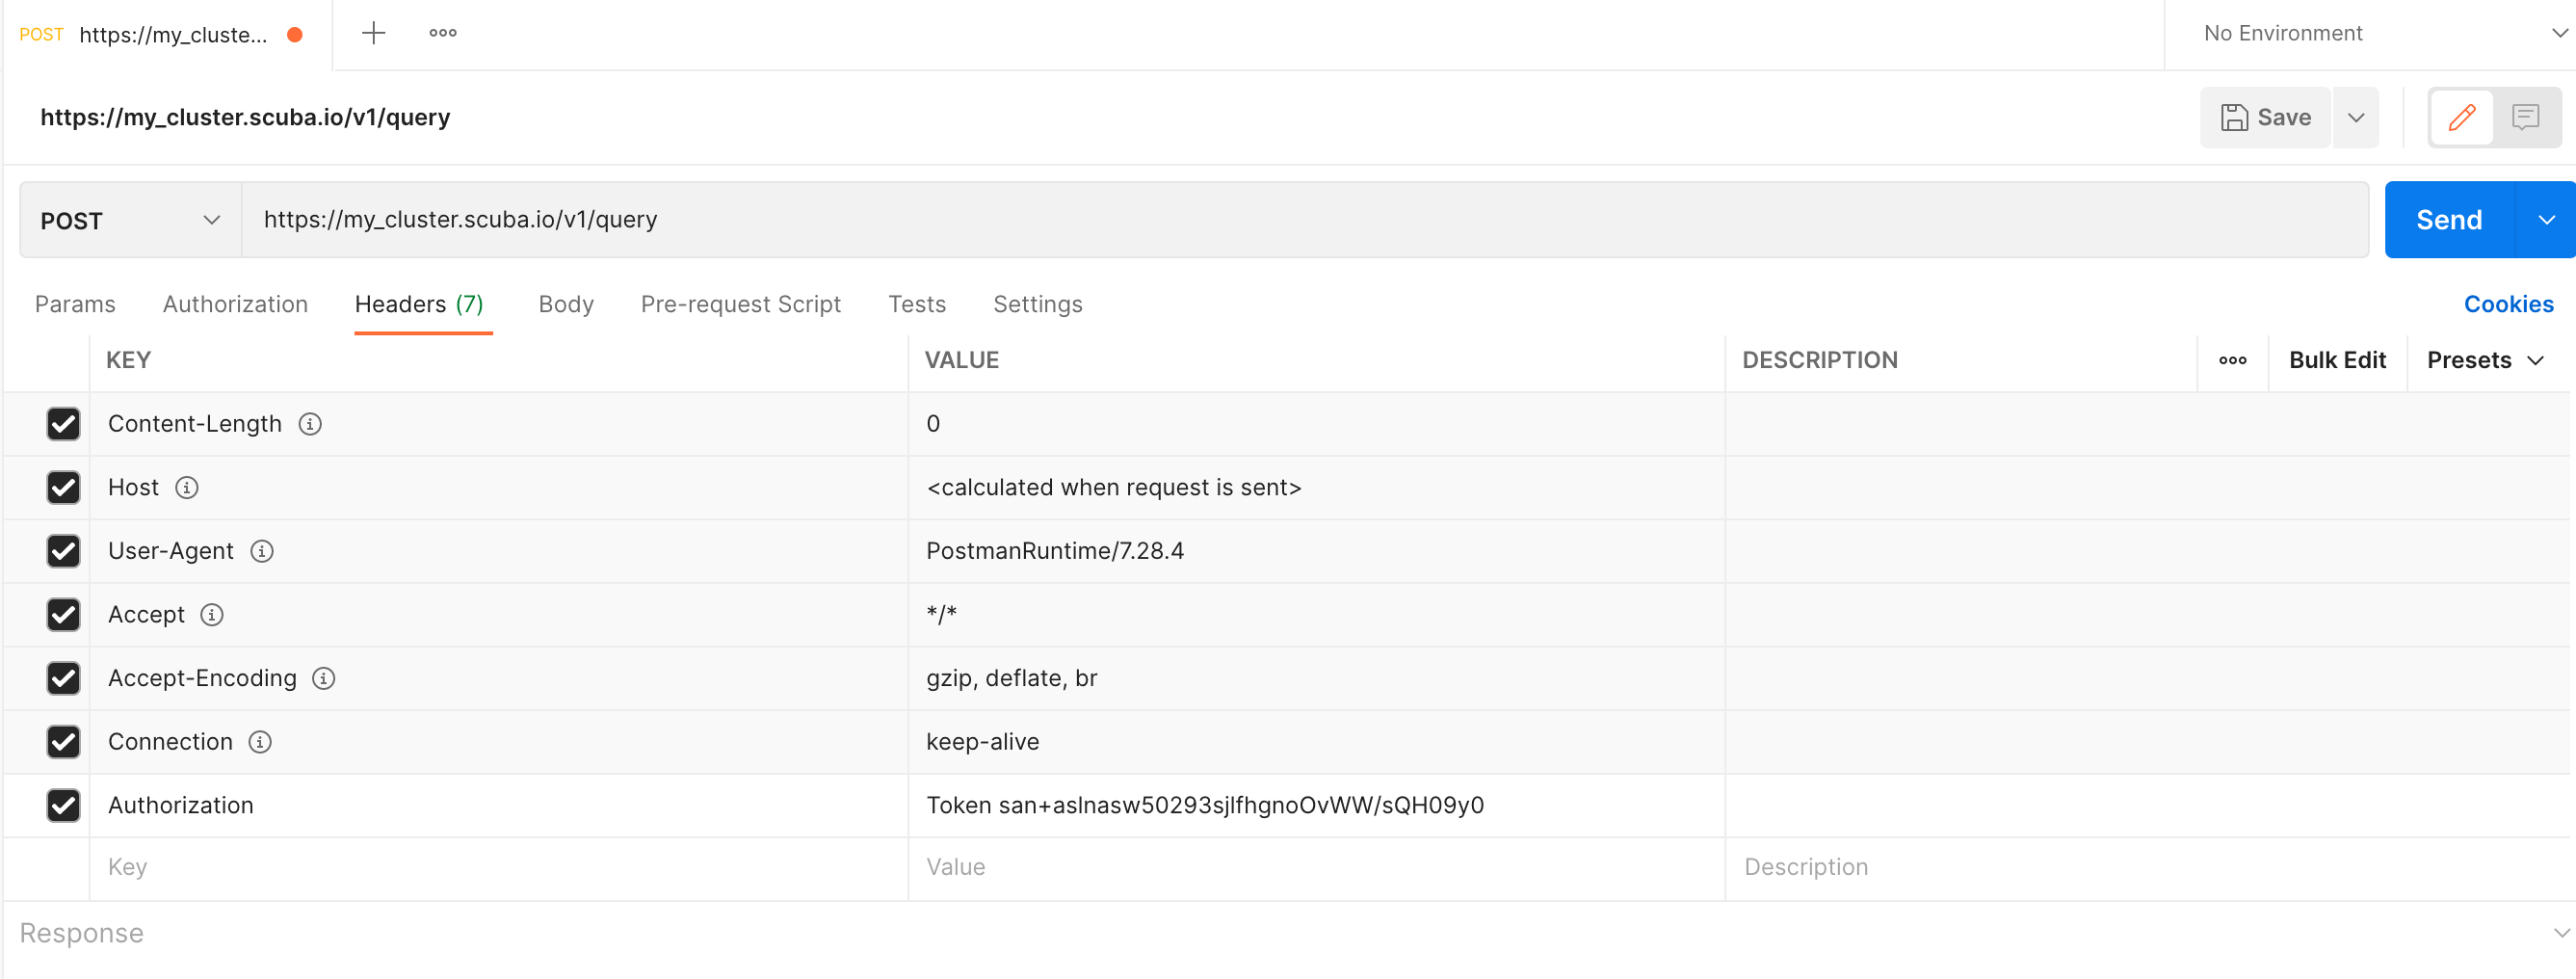 POST https://my_cluste... No Environment
https://my_cluster.scuba.io/v1/query Save
POST https://my_cluster.scuba.io/v1/query Send
Params Authorization Headers (7) Body Pre-request Script Tests Settings Cookies
KEY VALUE DESCRIPTION Bulk Edit Presets
Content-Length 0
Host <calculated when request is sent>
User-Agent PostmanRuntime/7.28.4
Accept */*
Accept-Encoding gzip, deflate, br
Connection keep-alive
Authorization Token san+aslnasw50293sjlfhgnoOvWW/sQH09y0
Key Value Description
Response